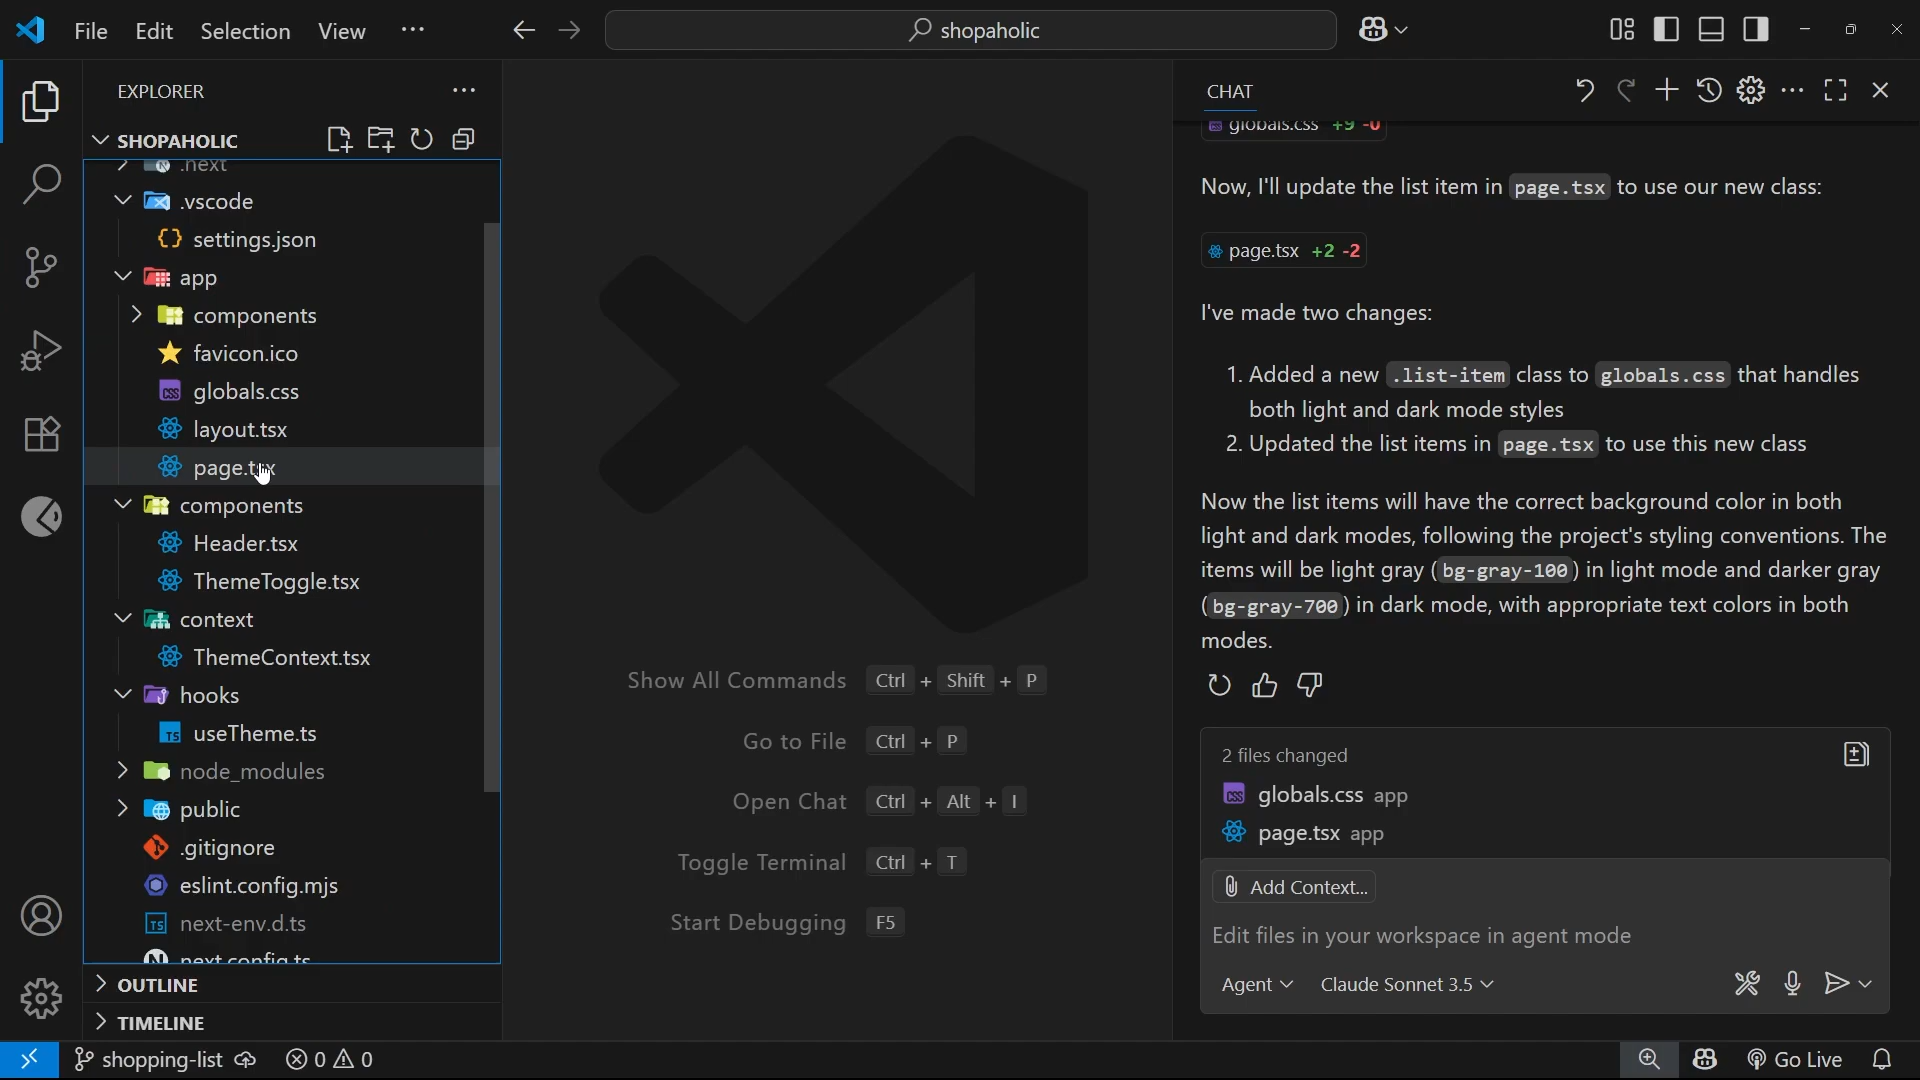 File Edit Selection View ···
shopaholic
EXPLORER
SHOPAHOLIC
.next
.vscode
settings.json
app
components
favicon.ico
globals.css
layout.tsx
page.tsx
components
Header.tsx
ThemeToggle.tsx
context
ThemeContext.tsx
hooks
useTheme.ts
node_modules
public
.gitignore
eslint.config.mjs
next-env.d.ts
next.config.ts
OUTLINE
TIMELINE
Show All Commands Ctrl + Shift + P
Go to File Ctrl + P
Open Chat Ctrl + Alt + I
Toggle Terminal Ctrl + T
Start Debugging F5
CHAT
globals.css +9 -0
Now, I'll update the list item in page.tsx to use our new class:
page.tsx +2 -2
I've made two changes:
1. Added a new .list-item class to globals.css that handles
both light and dark mode styles
2. Updated the list items in page.tsx to use this new class
Now the list items will have the correct background color in both
light and dark modes, following the project's styling conventions. The
items will be light gray (bg-gray-100) in light mode and darker gray
(bg-gray-700) in dark mode, with appropriate text colors in both
modes.
2 files changed
globals.css app
page.tsx app
Add Context...
Edit files in your workspace in agent mode
Agent Claude Sonnet 3.5
shopping-list 0 0
Go Live